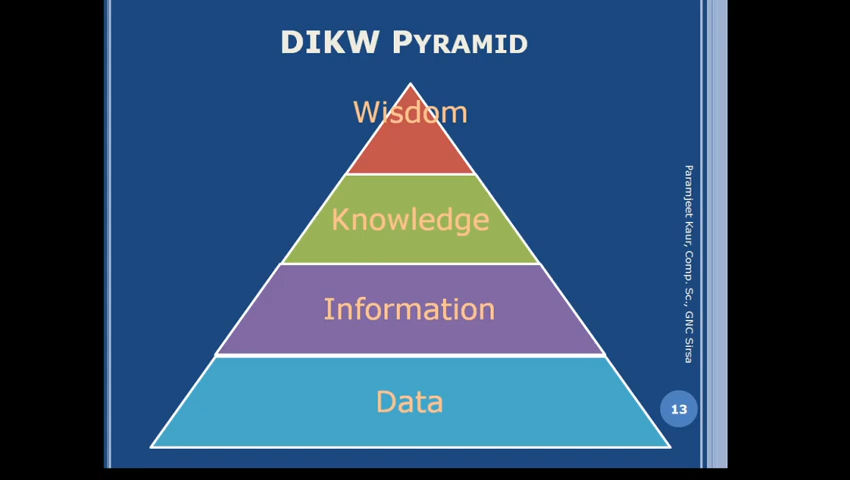 DIKW PYRAMID
Wisdom
Knowledge
Information
Data
Paramjeet Kaur, Comp. Sc., GNC Sirsa
13